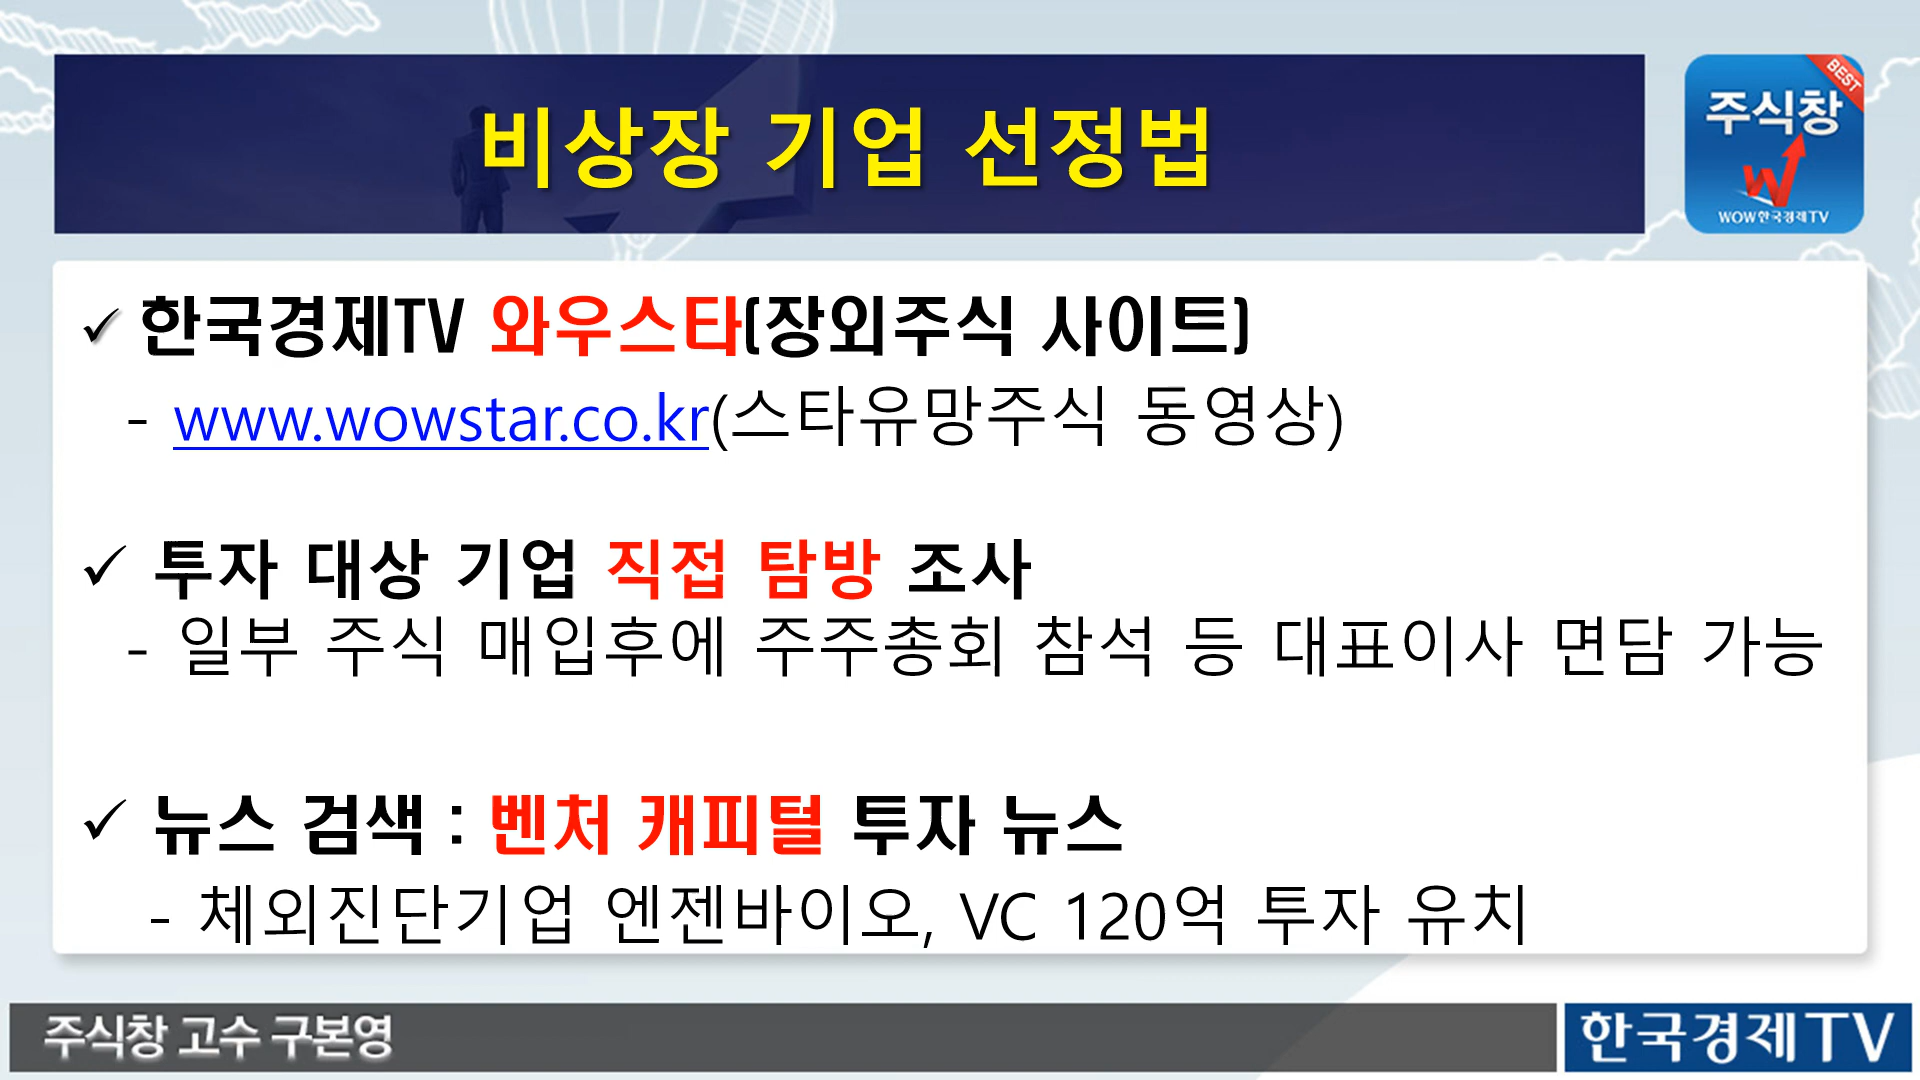 비상장 기업 선정법
BEST
주식창
W
WOW한국경제TV
✓ 한국경제TV 와우스타(장외주식 사이트)
- www.wowstar.co.kr(스타유망주식 동영상)
✓ 투자 대상 기업 직접 탐방 조사
- 일부 주식 매입후에 주주총회 참석 등 대표이사 면담 가능
✓ 뉴스 검색 : 벤처 캐피털 투자 뉴스
- 체외진단기업 엔젠바이오, VC 120억 투자 유치
주식창 고수 구본영
한국경제TV